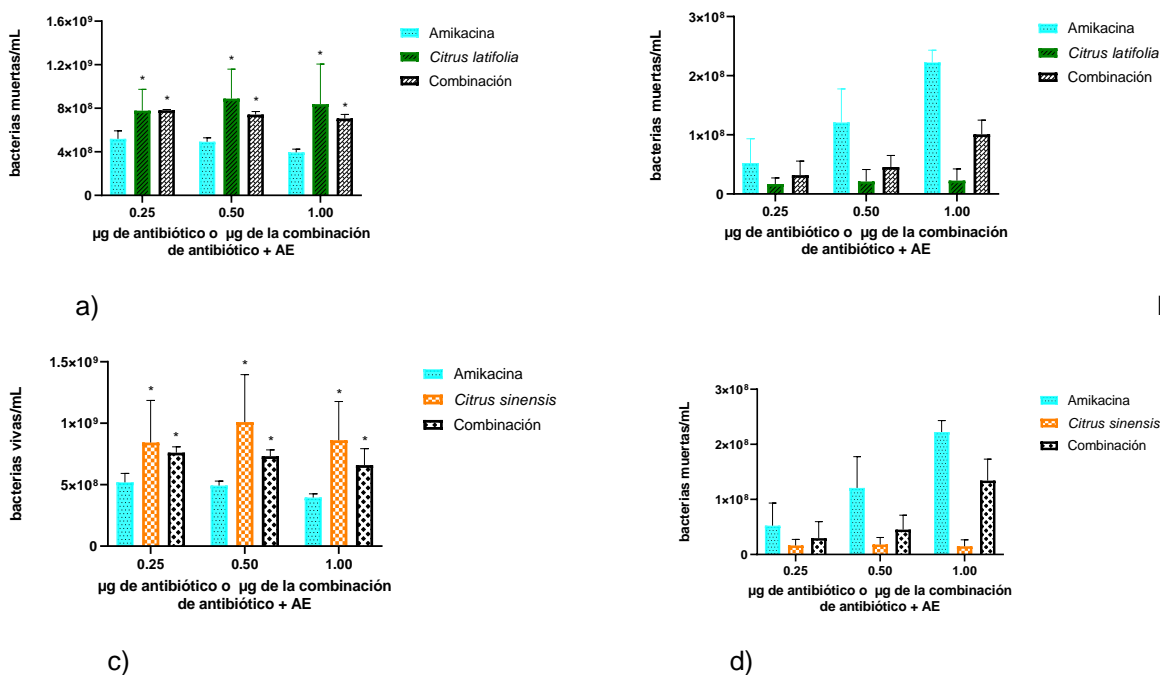 bacterias muertas/mL
1.6×10⁹
1.2×10⁹
8×10⁸
4×10⁸
0
0.25
0.50
1.00
µg de antibiótico o µg de la combinación
de antibiótico + AE
Amikacina
Citrus latifolia
Combinación
* * * * * *
a)
bacterias muertas/mL
3×10⁸
2×10⁸
1×10⁸
0
0.25
0.50
1.00
µg de antibiótico o µg de la combinación
de antibiótico + AE
Amikacina
Citrus latifolia
Combinación
bacterias vivas/mL
1.5×10⁹
1×10⁹
5×10⁸
0
0.25
0.50
1.00
µg de antibiótico o µg de la combinación
de antibiótico + AE
Amikacina
Citrus sinensis
Combinación
* * * * * *
c)
bacterias muertas/mL
3×10⁸
2×10⁸
1×10⁸
0
0.25
0.50
1.00
µg de antibiótico o µg de la combinación
de antibiótico + AE
Amikacina
Citrus sinensis
Combinación
d)